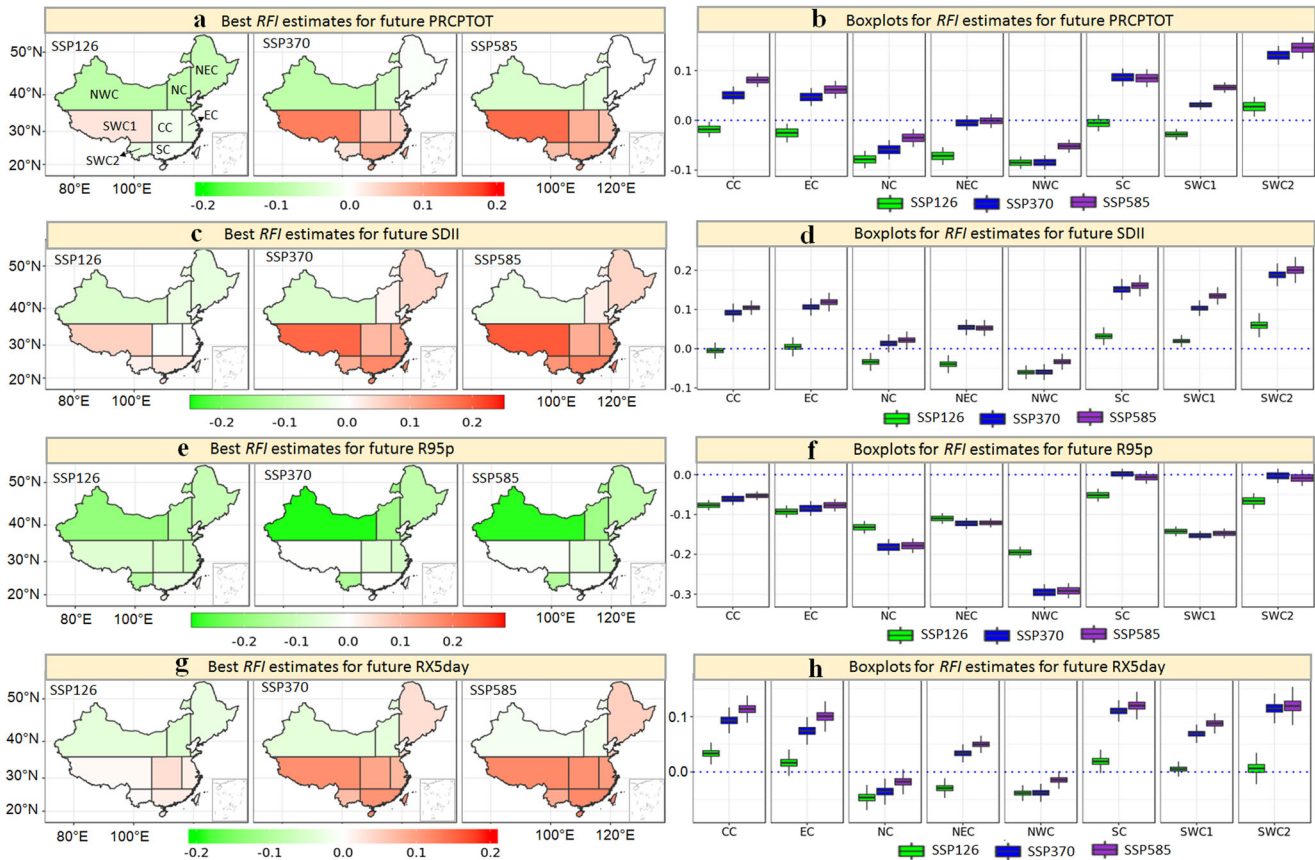 a Best RFI estimates for future PRCPTOT
SSP126
SSP370
SSP585
50°N
40°N
30°N
20°N
NEC
NWC
NC
EC
SWC1
CC
SC
SWC2
80°E
100°E
100°E
120°E
-0.2 -0.1 0.0 0.1 0.2
b Boxplots for RFI estimates for future PRCPTOT
0.1
0.0
-0.1
CC EC NC NEC NWC SC SWC1 SWC2
SSP126 SSP370 SSP585
c Best RFI estimates for future SDII
SSP126
SSP370
SSP585
50°N
40°N
30°N
20°N
100°E
100°E
120°E
-0.2 -0.1 0.0 0.1 0.2
d Boxplots for RFI estimates for future SDII
0.2
0.1
0.0
-0.1
CC EC NC NEC NWC SC SWC1 SWC2
SSP126 SSP370 SSP585
e Best RFI estimates for future R95p
SSP126
SSP370
SSP585
50°N
40°N
30°N
20°N
80°E
100°E
100°E
120°E
-0.2 -0.1 0.0 0.1 0.2
f Boxplots for RFI estimates for future R95p
0.0
-0.1
-0.2
-0.3
CC EC NC NEC NWC SC SWC1 SWC2
SSP126 SSP370 SSP585
g Best RFI estimates for future RX5day
SSP126
SSP370
SSP585
50°N
40°N
30°N
20°N
80°E
100°E
100°E
120°E
-0.2 -0.1 0.0 0.1 0.2
h Boxplots for RFI estimates for future RX5day
0.1
0.0
CC EC NC NEC NWC SC SWC1 SWC2
SSP126 SSP370 SSP585